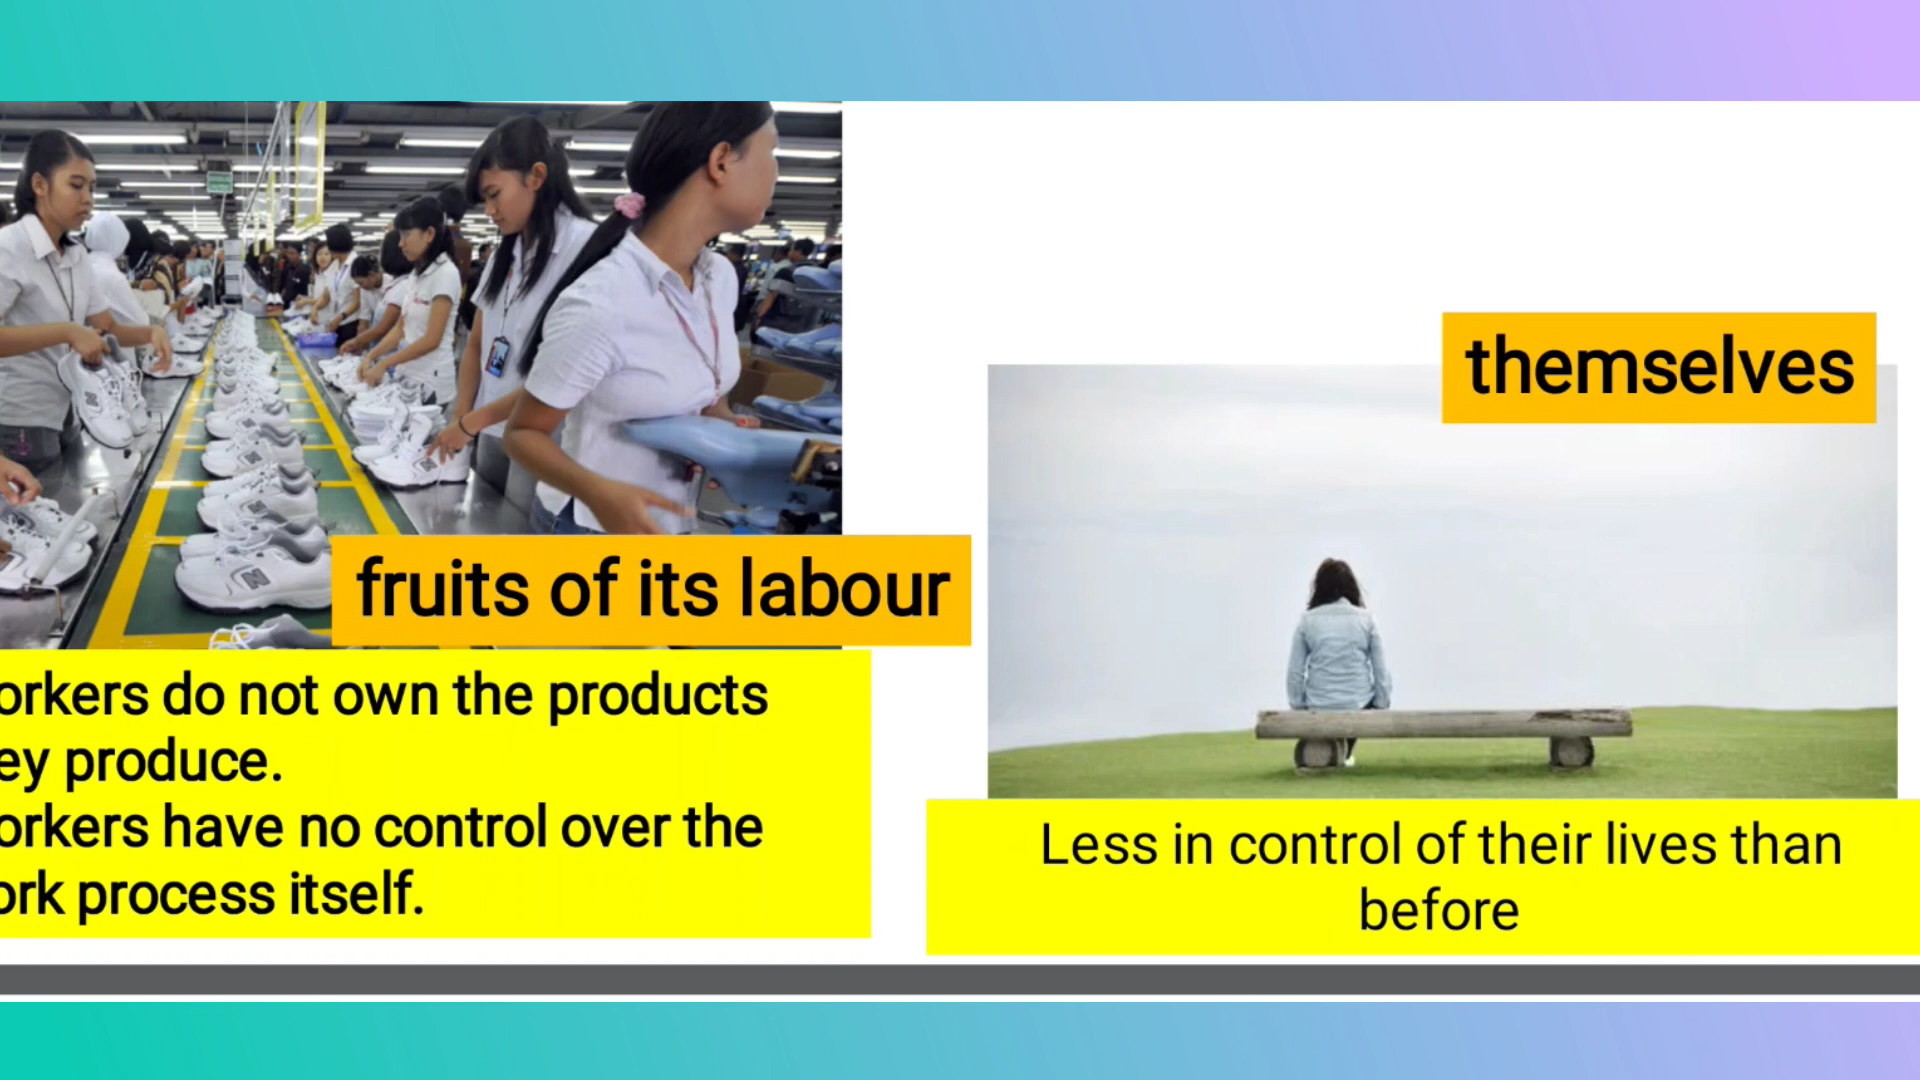 themselves
fruits of its labour
orkers do not own the products
ey produce.
orkers have no control over the
ork process itself.
Less in control of their lives than
before